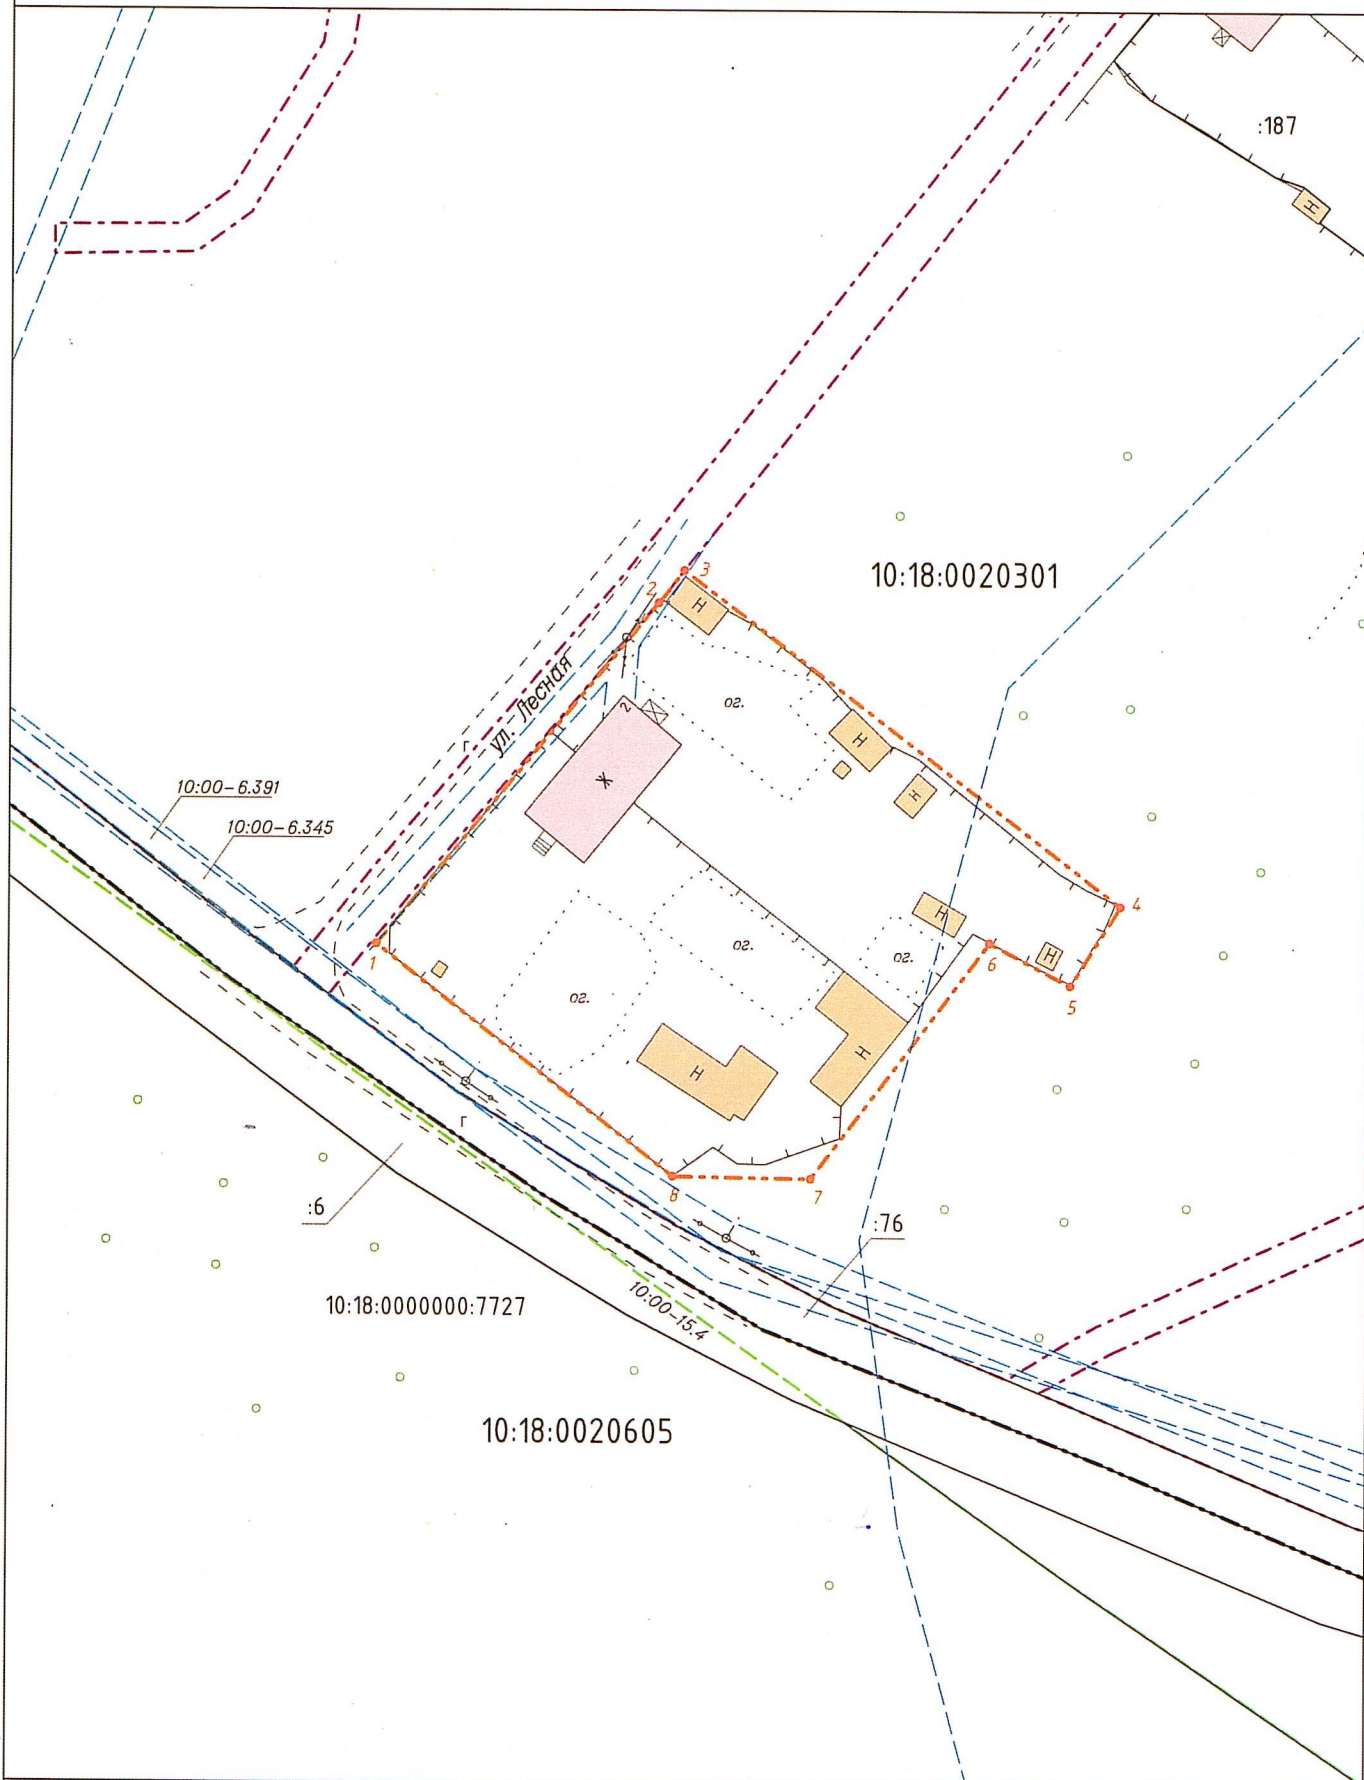 :187
Н
10:18:0020301
3
2
Н
ул. Лесная
г
ог.
2
Ж
Н
Н
10:00-6.391
10:00-6.345
4
Н
6
Н
5
1
ог.
ог.
ог.
Н
Н
г
8
7
:6
:76
10:18:0000000:7727
10:00-15.4
10:18:0020605